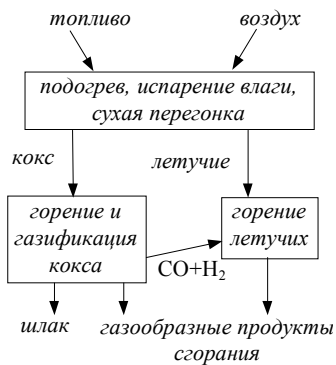 топливо
воздух
подогрев, испарение влаги,
сухая перегонка
кокс
летучие
горение и
газификация
кокса
горение
летучих
CO+H₂
шлак
газообразные продукты
сгорания